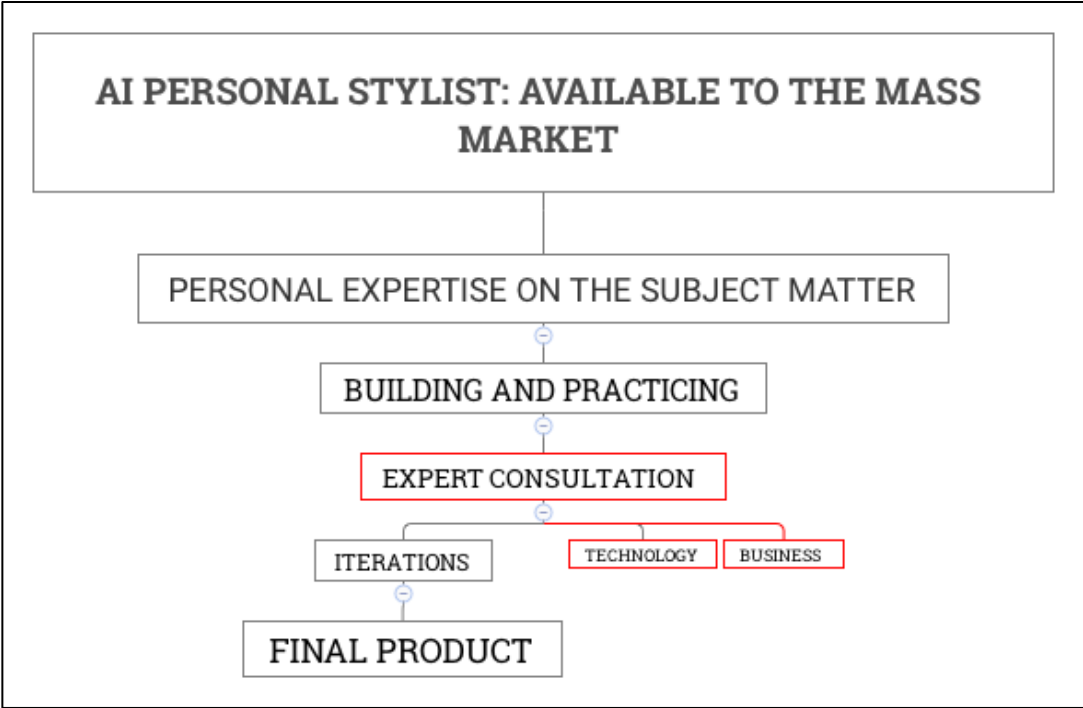 AI PERSONAL STYLIST: AVAILABLE TO THE MASS
MARKET
PERSONAL EXPERTISE ON THE SUBJECT MATTER
BUILDING AND PRACTICING
EXPERT CONSULTATION
ITERATIONS
TECHNOLOGY
BUSINESS
FINAL PRODUCT